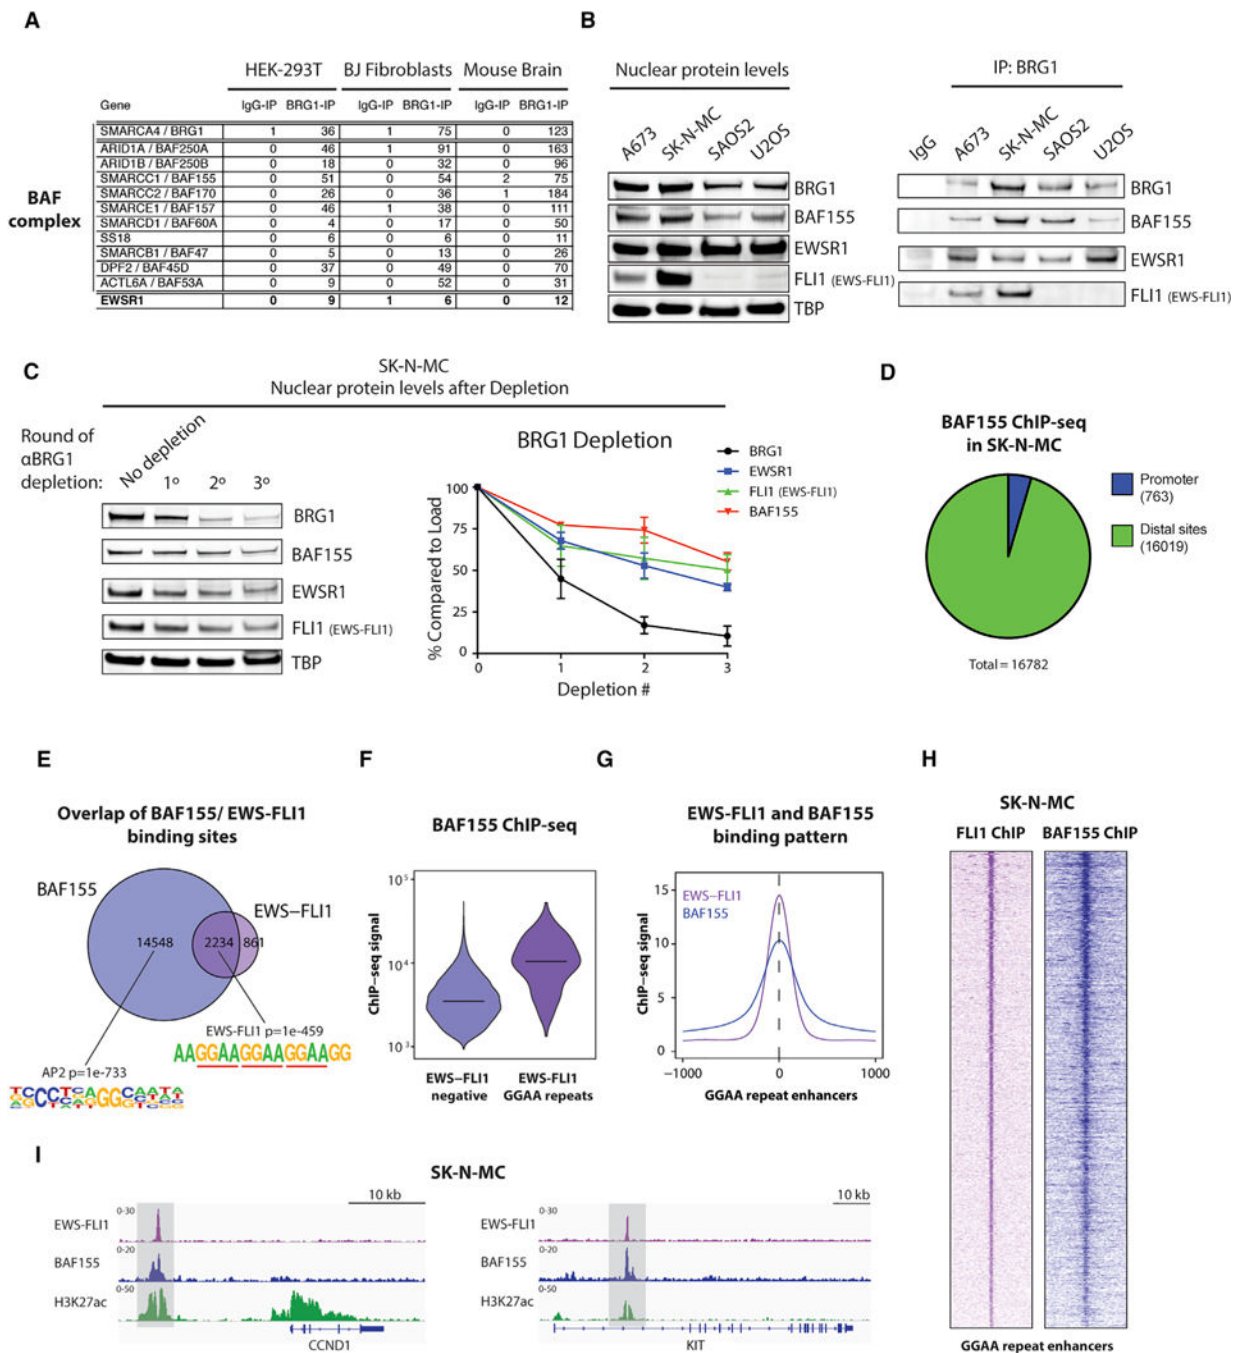 A
HEK-293T BJ Fibroblasts Mouse Brain
Gene IgG-IP BRG1-IP IgG-IP BRG1-IP IgG-IP BRG1-IP
SMARCA4 / BRG1 1 36 1 75 0 123
ARID1A / BAF250A 0 46 1 91 0 163
ARID1B / BAF250B 0 18 0 32 0 96
SMARCC1 / BAF155 0 51 0 54 2 75
SMARCC2 / BAF170 0 26 0 36 1 184
SMARCE1 / BAF157 0 46 1 38 0 111
SMARCD1 / BAF60A 0 4 0 17 0 50
SS18 0 6 0 6 0 11
SMARCB1 / BAF47 0 5 0 13 0 26
DPF2 / BAF45D 0 37 0 49 0 70
ACTL6A / BAF53A 0 9 0 52 0 31
EWSR1 0 9 1 6 0 12
BAF
complex
B
Nuclear protein levels
A673 SK-N-MC SAOS2 U2OS
BRG1
BAF155
EWSR1
FLI1 (EWS-FLI1)
TBP
IP: BRG1
IgG A673 SK-N-MC SAOS2 U2OS
BRG1
BAF155
EWSR1
FLI1 (EWS-FLI1)
C
SK-N-MC
Nuclear protein levels after Depletion
Round of
αBRG1
depletion:
No depletion 1º 2º 3º
BRG1
BAF155
EWSR1
FLI1 (EWS-FLI1)
TBP
BRG1 Depletion
BRG1
EWSR1
FLI1 (EWS-FLI1)
BAF155
% Compared to Load
100
75
50
25
0
0 1 2 3
Depletion #
D
BAF155 ChIP-seq
in SK-N-MC
Promoter
(763)
Distal sites
(16019)
Total = 16782
E
Overlap of BAF155/ EWS-FLI1
binding sites
BAF155
EWS–FLI1
14548 2234 861
EWS-FLI1 p=1e-459
AAGGAAGGAAGGAAGG
AP2 p=1e-733
F
BAF155 ChIP-seq
ChIP–seq signal
10⁵
10⁴
10³
EWS–FLI1
negative
EWS-FLI1
GGAA repeats
G
EWS-FLI1 and BAF155
binding pattern
EWS–FLI1
BAF155
ChIP–seq signal
15
10
5
0
−1000 0 1000
GGAA repeat enhancers
H
SK-N-MC
FLI1 ChIP BAF155 ChIP
GGAA repeat enhancers
I
SK-N-MC
10 kb
EWS-FLI1 0-30
BAF155 0-20
H3K27ac 0-50
CCND1
10 kb
EWS-FLI1 0-30
BAF155 0-20
H3K27ac 0-50
KIT